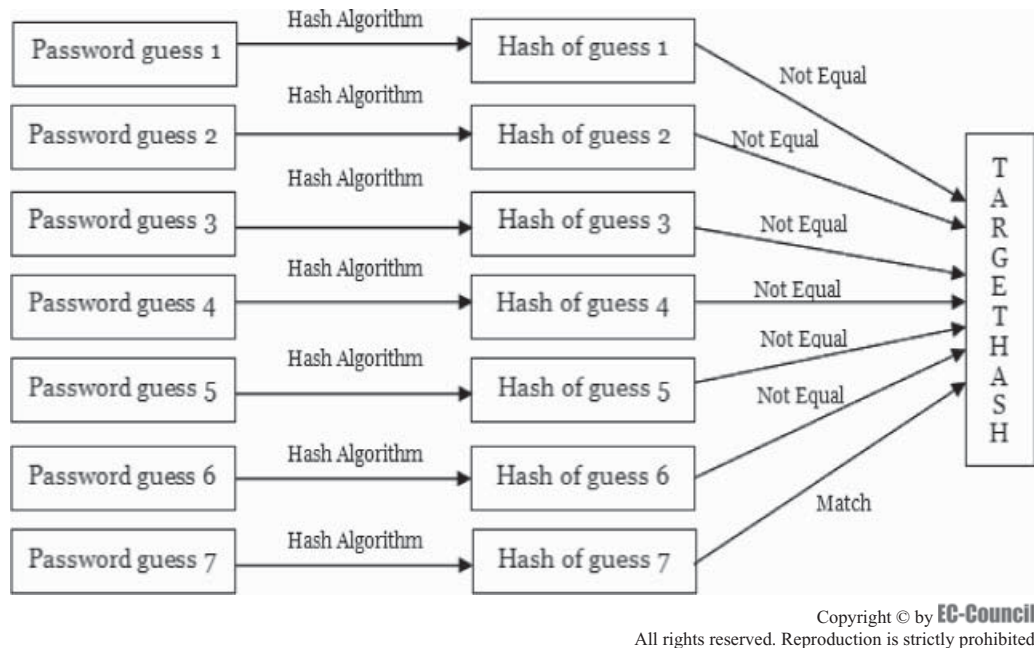 Hash Algorithm
Password guess 1
Hash of guess 1
Not Equal
Hash Algorithm
Password guess 2
Hash of guess 2
Not Equal
Hash Algorithm
Password guess 3
Hash of guess 3
Not Equal
Hash Algorithm
Password guess 4
Hash of guess 4
Not Equal
Hash Algorithm
Password guess 5
Hash of guess 5
Not Equal
Hash Algorithm
Password guess 6
Hash of guess 6
Not Equal
Hash Algorithm
Password guess 7
Hash of guess 7
Match
TARGETHASH
Copyright © by EC-Council
All rights reserved. Reproduction is strictly prohibited